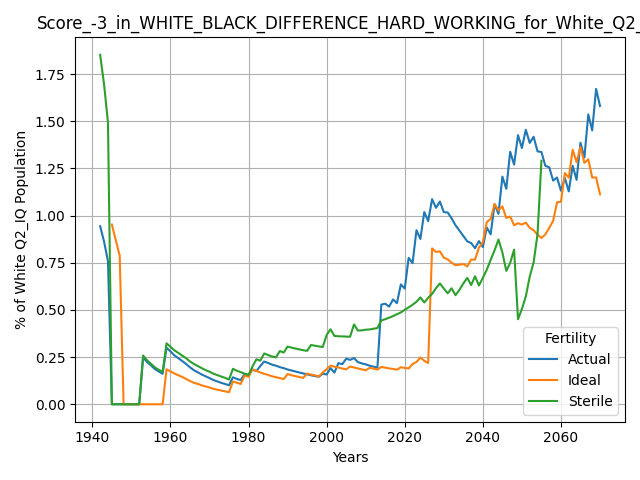 Score_-3_in_WHITE_BLACK_DIFFERENCE_HARD_WORKING_for_White_Q2_
% of White Q2_IQ Population
1.75
1.50
1.25
1.00
0.75
0.50
0.25
0.00
1940
1960
1980
2000
2020
2040
2060
Years
Fertility
Actual
Ideal
Sterile